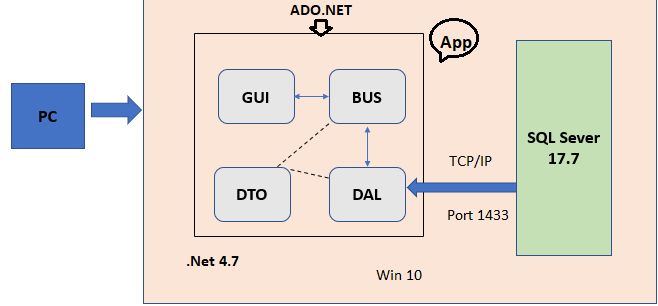 ADO.NET
App
GUI
BUS
PC
SQL Sever
17.7
TCP/IP
DTO
DAL
Port 1433
.Net 4.7
Win 10